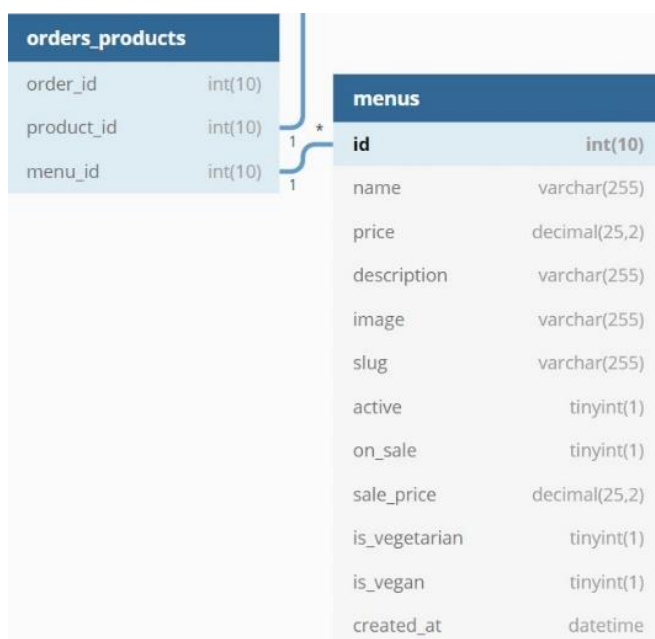 orders_products
order_id int(10)
product_id int(10)
menu_id int(10)
1
1
*
menus
id int(10)
name varchar(255)
price decimal(25,2)
description varchar(255)
image varchar(255)
slug varchar(255)
active tinyint(1)
on_sale tinyint(1)
sale_price decimal(25,2)
is_vegetarian tinyint(1)
is_vegan tinyint(1)
created_at datetime